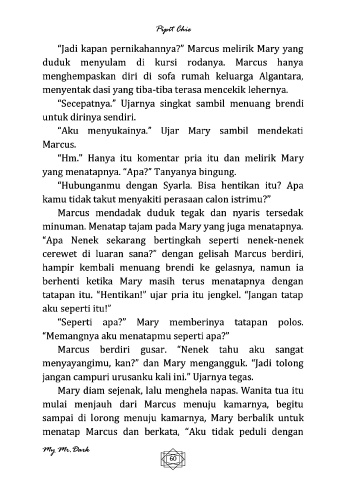 Pipit Chie
“Jadi kapan pernikahannya?” Marcus melirik Mary yang
duduk menyulam di kursi rodanya. Marcus hanya
menghempaskan diri di sofa rumah keluarga Algantara,
menyentak dasi yang tiba-tiba terasa mencekik lehernya.
“Secepatnya.” Ujarnya singkat sambil menuang brendi
untuk dirinya sendiri.
“Aku menyukainya.” Ujar Mary sambil mendekati
Marcus.
“Hm.” Hanya itu komentar pria itu dan melirik Mary
yang menatapnya. “Apa?” Tanyanya bingung.
“Hubunganmu dengan Syarla. Bisa hentikan itu? Apa
kamu tidak takut menyakiti perasaan calon istrimu?”
Marcus mendadak duduk tegak dan nyaris tersedak
minuman. Menatap tajam pada Mary yang juga menatapnya.
“Apa Nenek sekarang bertingkah seperti nenek-nenek
cerewet di luaran sana?” dengan gelisah Marcus berdiri,
hampir kembali menuang brendi ke gelasnya, namun ia
berhenti ketika Mary masih terus menatapnya dengan
tatapan itu. “Hentikan!” ujar pria itu jengkel. “Jangan tatap
aku seperti itu!”
“Seperti apa?” Mary memberinya tatapan polos.
“Memangnya aku menatapmu seperti apa?”
Marcus berdiri gusar. “Nenek tahu aku sangat
menyayangimu, kan?” dan Mary mengangguk. “Jadi tolong
jangan campuri urusanku kali ini.” Ujarnya tegas.
Mary diam sejenak, lalu menghela napas. Wanita tua itu
mulai menjauh dari Marcus menuju kamarnya, begitu
sampai di lorong menuju kamarnya, Mary berbalik untuk
menatap Marcus dan berkata, “Aku tidak peduli dengan
My Mr.Dark
60